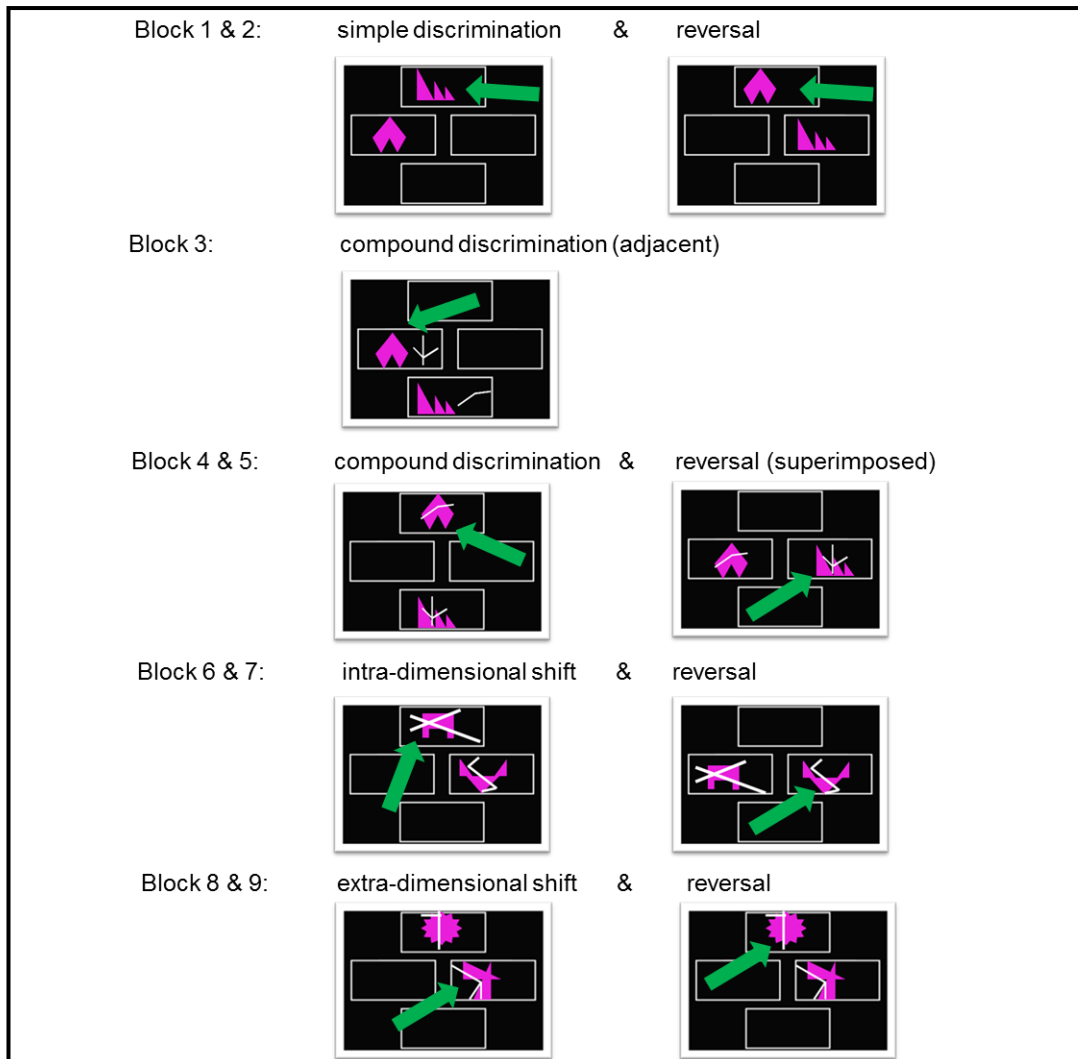 Block 1 & 2: simple discrimination & reversal
Block 3: compound discrimination (adjacent)
Block 4 & 5: compound discrimination & reversal (superimposed)
Block 6 & 7: intra-dimensional shift & reversal
Block 8 & 9: extra-dimensional shift & reversal